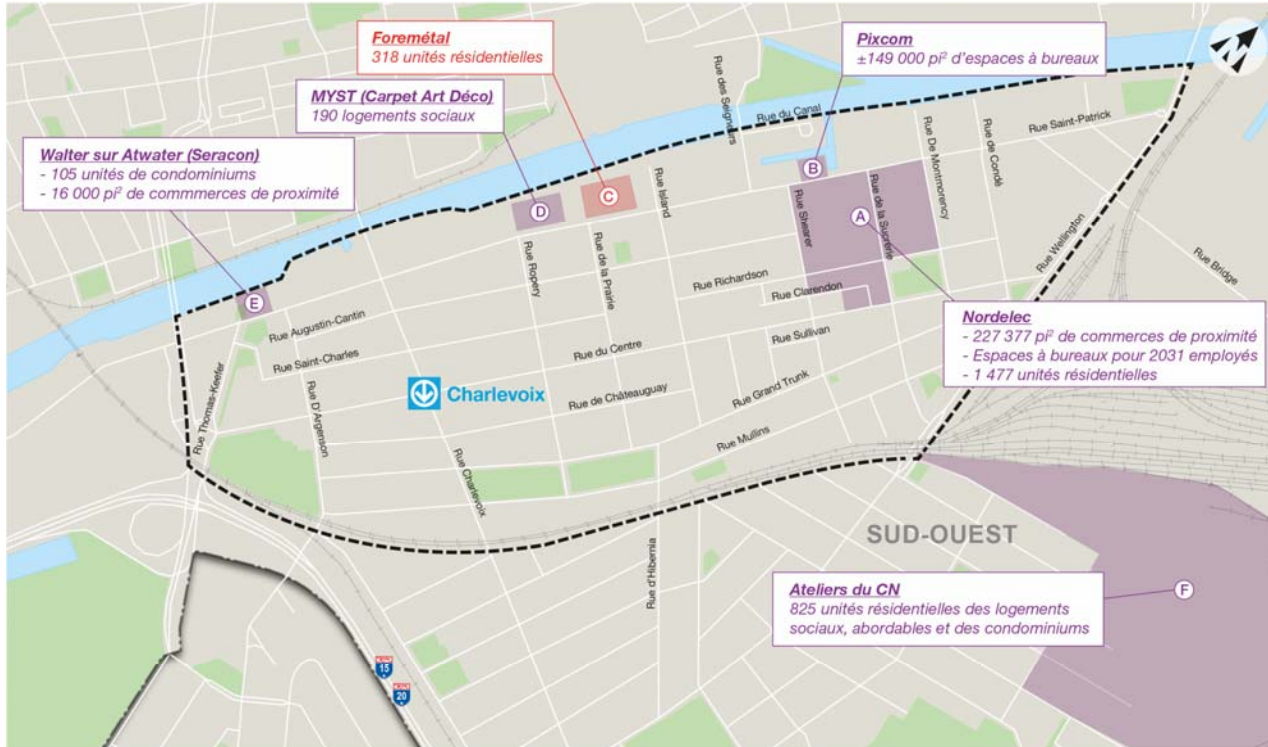 Foremétal
318 unités résidentielles
Pixcom
±149 000 pi² d'espaces à bureaux
MYST (Carpet Art Déco)
190 logements sociaux
Walter sur Atwater (Seracon)
- 105 unités de condominiums
- 16 000 pi² de commmerces de proximité
Rue des Seigneurs
Rue du Canal
Rue Saint-Patrick
Rue De Montmorency
Rue de Condé
B
C
D
A
E
Rue Island
Rue Shearer
Rue de la Sucrerie
Rue Wellington
Rue Bridge
Rue Ropery
Rue de la Prairie
Rue Richardson
Rue Clarendon
Rue Augustin-Cantin
Rue Saint-Charles
Rue du Centre
Rue Sullivan
Nordelec
- 227 377 pi² de commerces de proximité
- Espaces à bureaux pour 2031 employés
- 1 477 unités résidentielles
Rue Thomas-Keefer
Rue D'Argenson
Charlevoix
Rue de Châteauguay
Rue Grand Trunk
Rue Mullins
Rue Charlevoix
Rue d'Hibernia
SUD-OUEST
Ateliers du CN
825 unités résidentielles des logements
sociaux, abordables et des condominiums
F
15
20